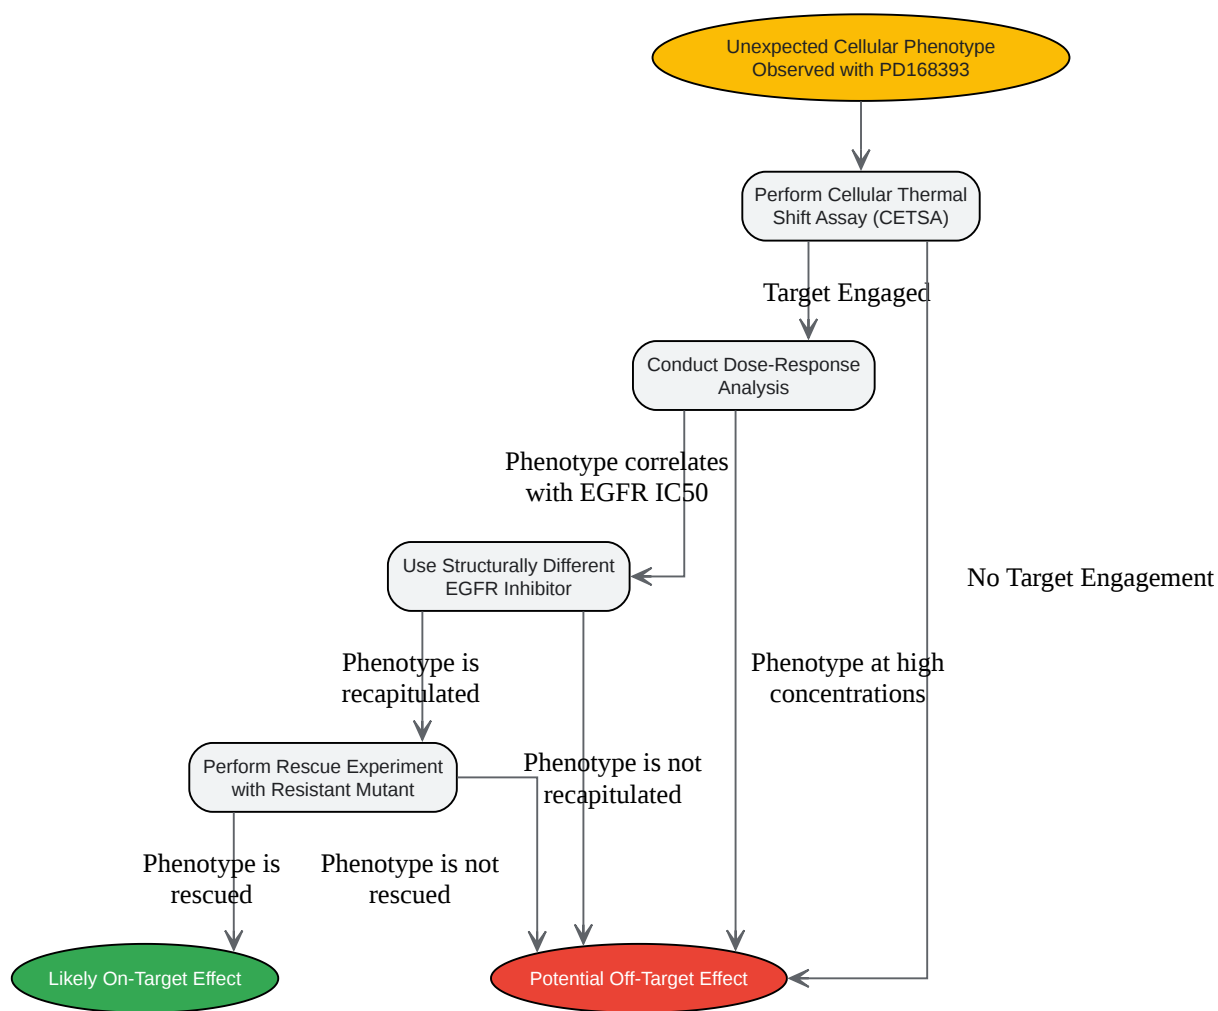 Unexpected Cellular Phenotype
Observed with PD168393
Perform Cellular Thermal
Shift Assay (CETSA)
Target Engaged
Conduct Dose-Response
Analysis
Phenotype correlates
with EGFR IC50
Use Structurally Different
EGFR Inhibitor
No Target Engagement
Phenotype is
recapitulated
Phenotype at high
concentrations
Perform Rescue Experiment
with Resistant Mutant
Phenotype is not
recapitulated
Phenotype is
rescued
Phenotype is not
rescued
Likely On-Target Effect
Potential Off-Target Effect